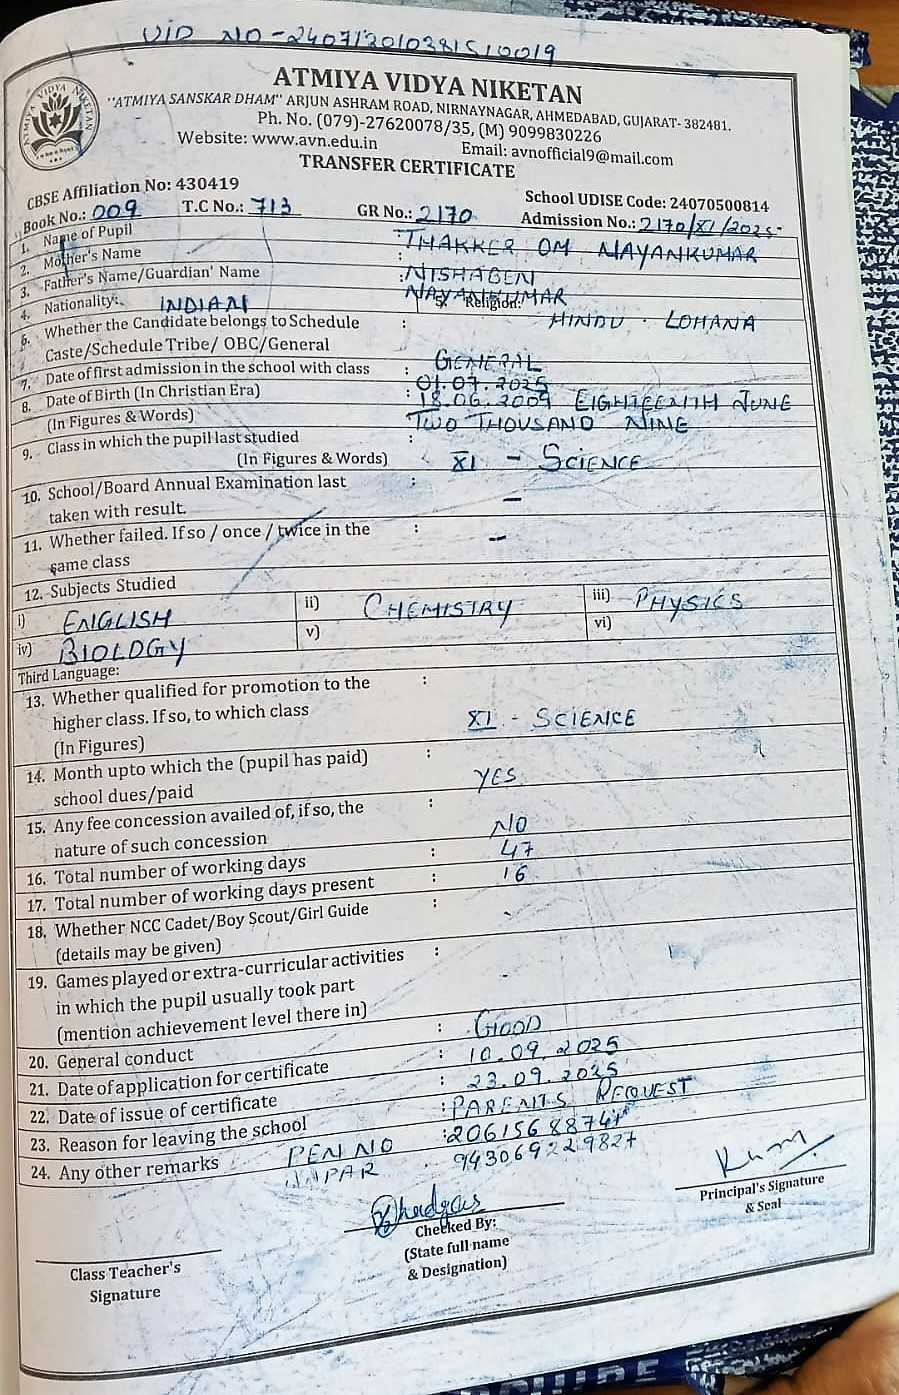 UID NO - 240712010381510019
ATMIYA VIDYA NIKETAN
"ATMIYA SANSKAR DHAM" ARJUN ASHRAM ROAD, NIRNAYNAGAR, AHMEDABAD, GUJARAT- 382481.
Ph. No. (079)-27620078/35, (M) 9099830226
Website: www.avn.edu.in Email: avnofficial9@mail.com
TRANSFER CERTIFICATE
CBSE Affiliation No: 430419 School UDISE Code: 24070500814
Book No.: 009 T.C No.: 713 GR No.: 2170 Admission No.: 2170/XI/2025
1. Name of Pupil : THAKKER OM NAYANKUMAR
2. Mother's Name : NISHABEN
3. Father's Name/Guardian' Name NAYANKUMAR
4. Nationality: INDIAN 5. Religion: HINDU - LOHANA
6. Whether the Candidate belongs to Schedule :
Caste/Schedule Tribe/ OBC/General GENERAL
7. Date of first admission in the school with class : 01.07.2025
8. Date of Birth (In Christian Era) : 18.06.2009 EIGHTEENTH JUNE
(In Figures & Words) TWO THOUSAND NINE
9. Class in which the pupil last studied :
(In Figures & Words) XI - SCIENCE
10. School/Board Annual Examination last : -
taken with result.
11. Whether failed. If so / once / twice in the : -
same class
12. Subjects Studied
i) ENGLISH ii) CHEMISTRY iii) PHYSICS
iv) BIOLOGY v) vi)
Third Language:
13. Whether qualified for promotion to the :
higher class. If so, to which class XI - SCIENCE
(In Figures)
14. Month upto which the (pupil has paid) :
school dues/paid YES
15. Any fee concession availed of, if so, the :
nature of such concession NO
16. Total number of working days : 47
17. Total number of working days present : 16
18. Whether NCC Cadet/Boy Scout/Girl Guide : -
(details may be given)
19. Games played or extra-curricular activities :
in which the pupil usually took part -
(mention achievement level there in)
20. General conduct : GOOD
21. Date of application for certificate : 10.09.2025
22. Date of issue of certificate : 23.09.2025
23. Reason for leaving the school : PARENTS REQUEST
24. Any other remarks PEN NO : 20615688741
APAR . 943069229827
Principal's Signature
& Seal
Checked By:
(State full name
& Designation)
Class Teacher's
Signature